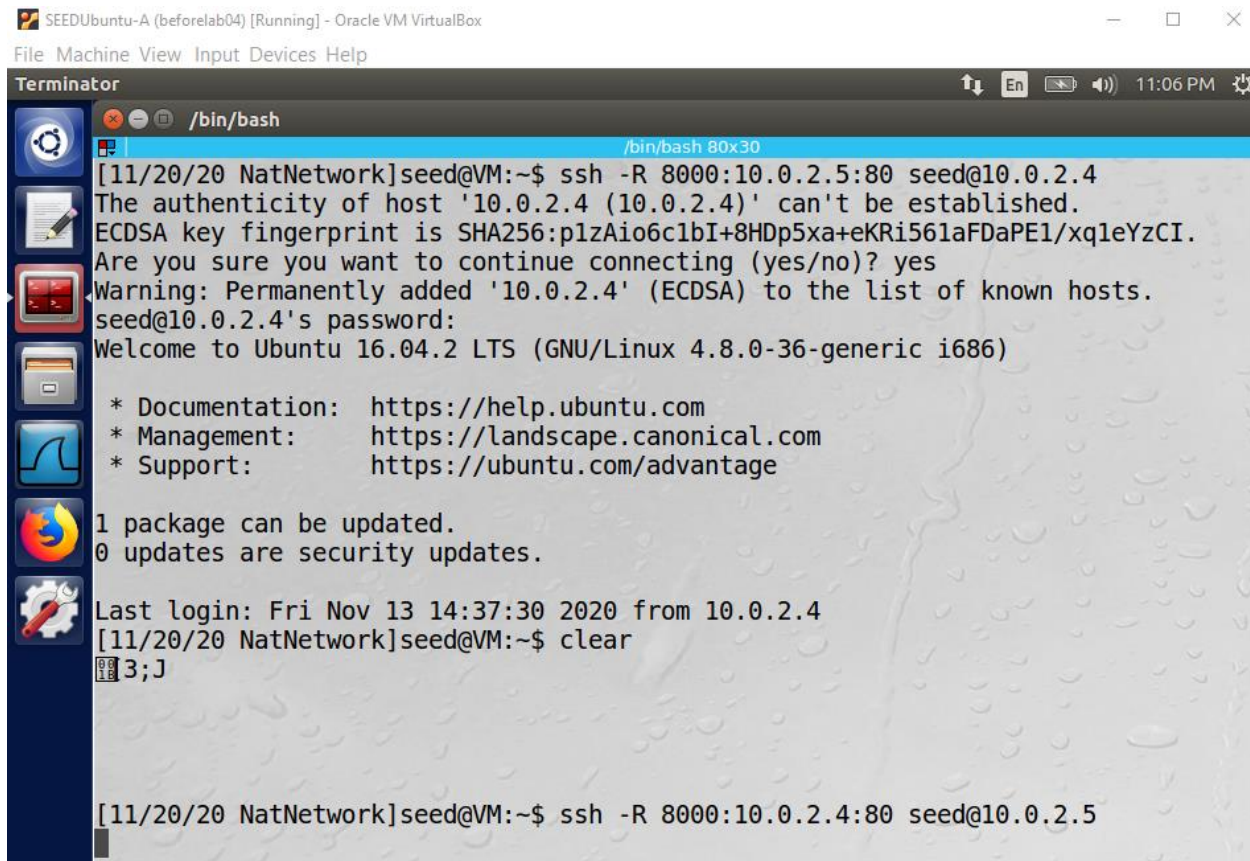 SEEDUbuntu-A (beforelab04) [Running] - Oracle VM VirtualBox
File Machine View Input Devices Help
Terminator En 11:06 PM
/bin/bash
/bin/bash 80x30
[11/20/20 NatNetwork]seed@VM:~$ ssh -R 8000:10.0.2.5:80 seed@10.0.2.4
The authenticity of host '10.0.2.4 (10.0.2.4)' can't be established.
ECDSA key fingerprint is SHA256:p1zAio6c1bI+8HDp5xa+eKRi561aFDaPE1/xq1eYzCI.
Are you sure you want to continue connecting (yes/no)? yes
Warning: Permanently added '10.0.2.4' (ECDSA) to the list of known hosts.
seed@10.0.2.4's password:
Welcome to Ubuntu 16.04.2 LTS (GNU/Linux 4.8.0-36-generic i686)
* Documentation: https://help.ubuntu.com
* Management: https://landscape.canonical.com
* Support: https://ubuntu.com/advantage
1 package can be updated.
0 updates are security updates.
Last login: Fri Nov 13 14:37:30 2020 from 10.0.2.4
[11/20/20 NatNetwork]seed@VM:~$ clear
[3;J
[11/20/20 NatNetwork]seed@VM:~$ ssh -R 8000:10.0.2.4:80 seed@10.0.2.5